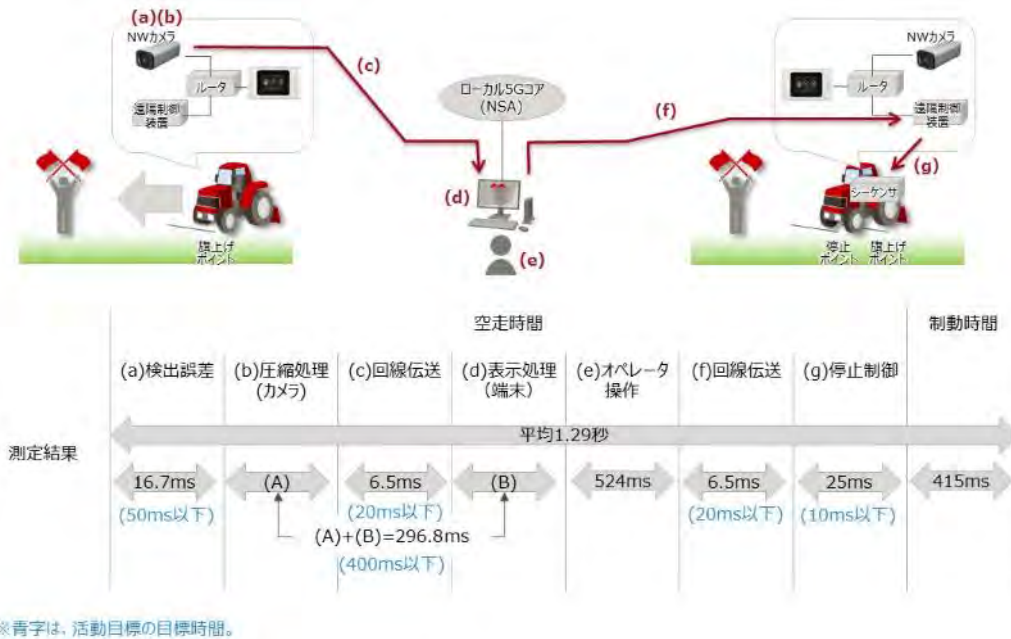 (a)(b)
NWカメラ
ルータ
遠隔制御
装置
旗上げ
ポイント
(c)
ローカル5Gコア
(NSA)
(d)
(e)
(f)
NWカメラ
ルータ
遠隔制御
装置
(g)
シーケンサ
停止
ポイント
旗上げ
ポイント
空走時間
制動時間
(a)検出誤差
(b)圧縮処理
(カメラ)
(c)回線伝送
(d)表示処理
(端末)
(e)オペレータ
操作
(f)回線伝送
(g)停止制御
測定結果
平均1.29秒
16.7ms
(A)
6.5ms
(B)
524ms
6.5ms
25ms
415ms
(50ms以下)
(20ms以下)
(20ms以下)
(10ms以下)
(A)+(B)=296.8ms
(400ms以下)
※青字は、活動目標の目標時間。